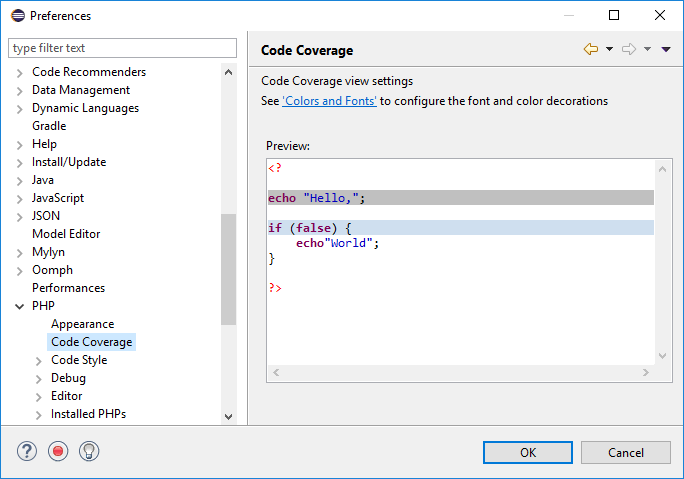 Preferences
type filter text
Code Recommenders
Data Management
Dynamic Languages
Gradle
Help
Install/Update
Java
JavaScript
JSON
Model Editor
Mylyn
Oomph
Performances
PHP
Appearance
Code Coverage
Code Style
Debug
Editor
Installed PHPs
Code Coverage
Code Coverage view settings
See 'Colors and Fonts' to configure the font and color decorations
Preview:
<?
echo "Hello,";
if (false) {
    echo"World";
}
?>
OK
Cancel